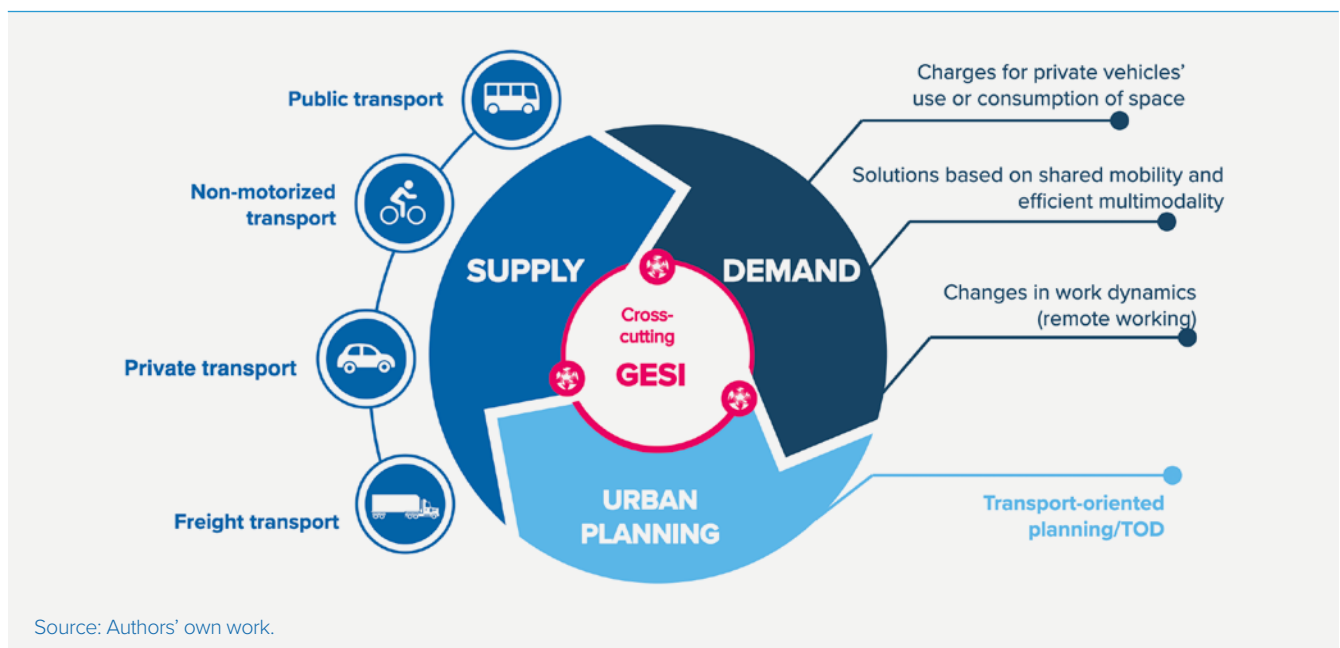 Public transport
Non-motorized
transport
Private transport
Freight transport
SUPPLY
DEMAND
URBAN
PLANNING
Cross-
cutting
GESI
Charges for private vehicles’
use or consumption of space
Solutions based on shared mobility and
efficient multimodality
Changes in work dynamics
(remote working)
Transport-oriented
planning/TOD
Source: Authors’ own work.